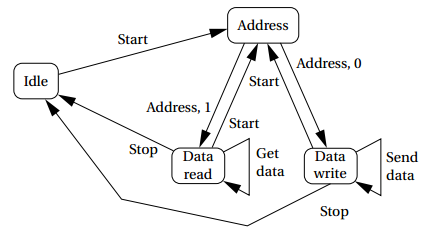 Address
Start
Idle
Address, 0
Start
Address, 1
Start
Stop
Data
read
Get
data
Data
write
Send
data
Stop